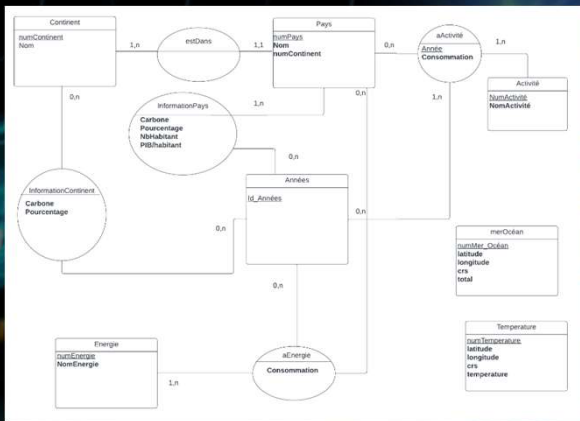 Continent
numContinent
Nom
1,n
estDans
1,1
Pays
numPays
Nom
numContinent
0,n
aActivité
Année
Consommation
1,n
Activité
NumActivité
NomActivité
0,n
InformationPays
Carbone
Pourcentage
NbHabitant
PIB/habitant
1,n
0,n
1,n
0,n
InformationContinent
Carbone
Pourcentage
0,n
Années
Id_Années
0,n
0,n
merOcéan
numMer_Océan
latitude
longitude
crs
total
Temperature
numTemperature
latitude
longitude
crs
temperature
Energie
numEnergie
NomEnergie
1,n
aEnergie
Consommation